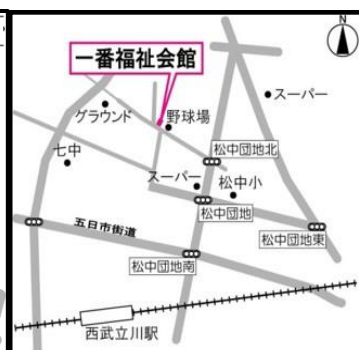 N
一番福祉会館
スーパー
グラウンド
野球場
七中
松中団地北
スーパー
松中小
松中団地
五日市街道
松中団地東
松中団地南
西武立川駅